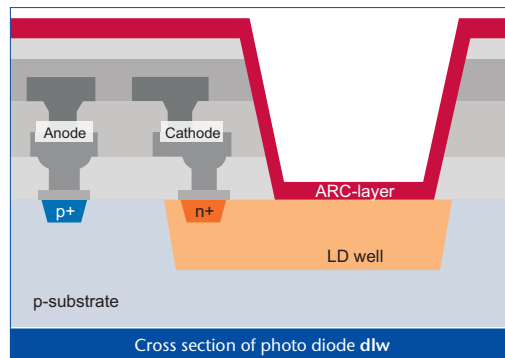 Anode
Cathode
ARC-layer
p+
n+
LD well
p-substrate
Cross section of photo diode dlw